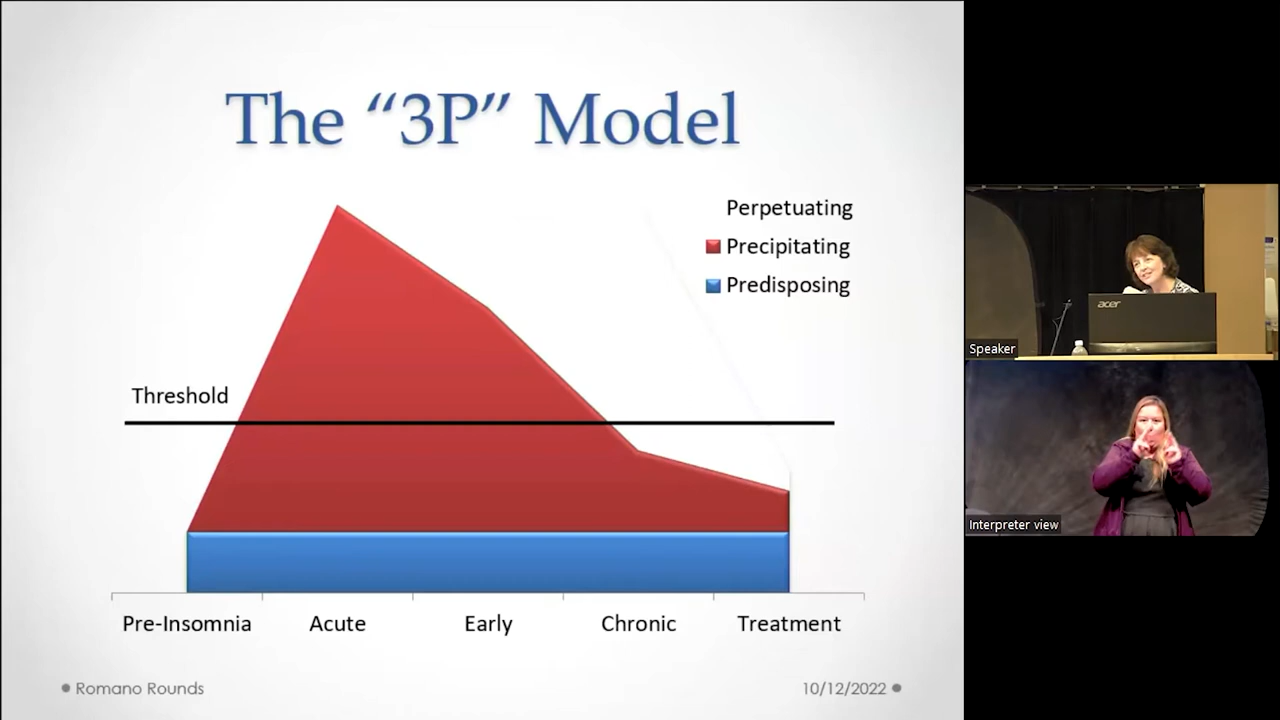 The “3P” Model
Perpetuating
Precipitating
Predisposing
Threshold
Pre-Insomnia
Acute
Early
Chronic
Treatment
Romano Rounds
10/12/2022
acer
Speaker
Interpreter view